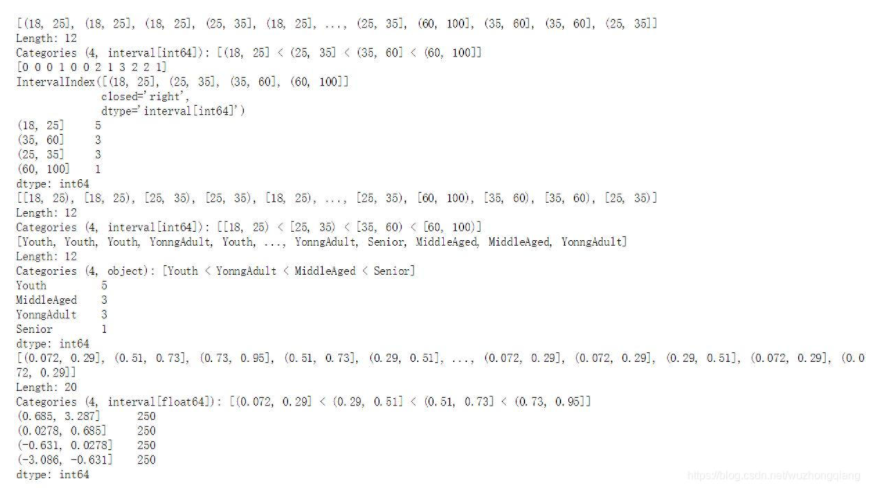 [(18, 25], (18, 25], (18, 25], (25, 35], (18, 25], ..., (25, 35], (60, 100], (35, 60], (35, 60], (25, 35]]
Length: 12
Categories (4, interval[int64]): [(18, 25] < (25, 35] < (35, 60] < (60, 100]]
[0 0 0 1 0 0 2 1 3 2 2 1]
IntervalIndex([(18, 25], (25, 35], (35, 60], (60, 100]]
closed='right',
dtype='interval[int64]')
(18, 25] 5
(35, 60] 3
(25, 35] 3
(60, 100] 1
dtype: int64
[[18, 25), [18, 25), [25, 35), [25, 35), [18, 25), ..., [25, 35), [60, 100), [35, 60), [35, 60), [25, 35)]
Length: 12
Categories (4, interval[int64]): [[18, 25) < [25, 35) < [35, 60) < [60, 100)]
[Youth, Youth, Youth, YonngAdult, Youth, ..., YonngAdult, Senior, MiddleAged, MiddleAged, YonngAdult]
Length: 12
Categories (4, object): [Youth < YonngAdult < MiddleAged < Senior]
Youth 5
MiddleAged 3
YonngAdult 3
Senior 1
dtype: int64
[(0.072, 0.29], (0.51, 0.73], (0.73, 0.95], (0.51, 0.73], (0.29, 0.51], ..., (0.072, 0.29], (0.072, 0.29], (0.29, 0.51], (0.072, 0.29], (0.0
72, 0.29]]
Length: 20
Categories (4, interval[float64]): [(0.072, 0.29] < (0.29, 0.51] < (0.51, 0.73] < (0.73, 0.95]]
(0.685, 3.287] 250
(0.0278, 0.685] 250
(-0.631, 0.0278] 250
(-3.086, -0.631] 250
dtype: int64
https://blog.csdn.net/wuzhongqiang